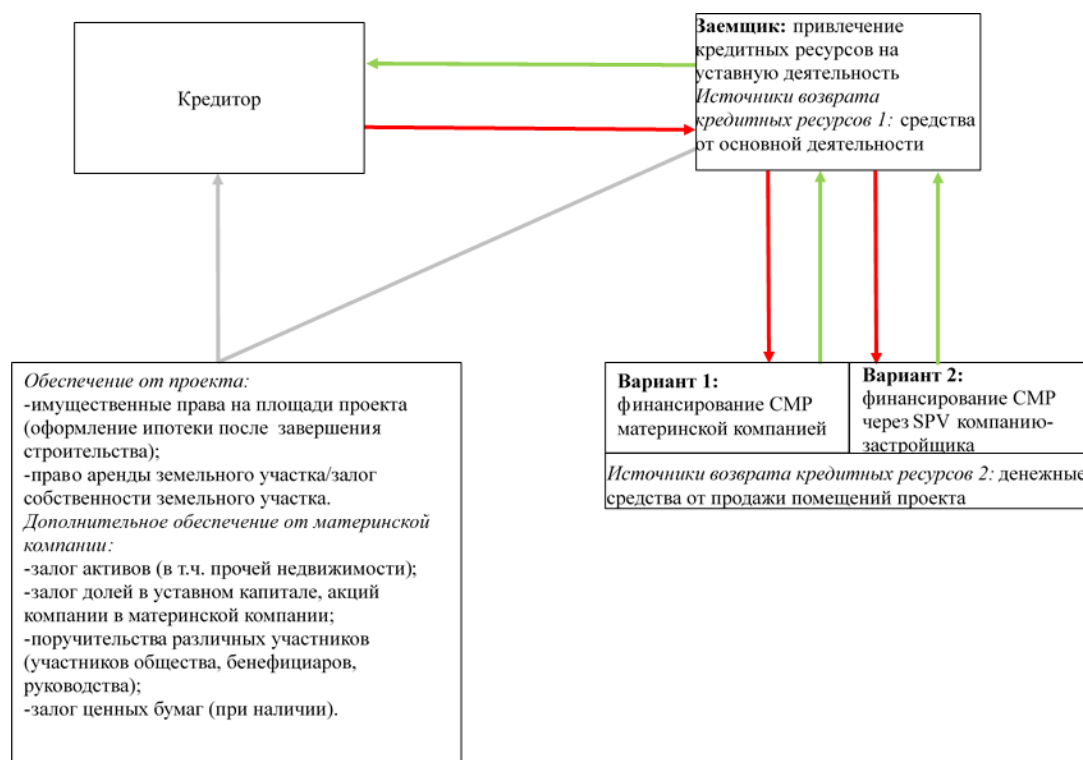 Кредитор
Заемщик: привлечение
кредитных ресурсов на
уставную деятельность
Источники возврата
кредитных ресурсов 1: средства
от основной деятельности
Обеспечение от проекта:
-имущественные права на площади проекта
(оформление ипотеки после завершения
строительства);
-право аренды земельного участка/залог
собственности земельного участка.
Дополнительное обеспечение от материнской
компании:
-залог активов (в т.ч. прочей недвижимости);
-залог долей в уставном капитале, акций
компании в материнской компании;
-поручительства различных участников
(участников общества, бенефициаров,
руководства);
-залог ценных бумаг (при наличии).
Вариант 1:
финансирование СМР
материнской компанией
Вариант 2:
финансирование СМР
через SPV компанию-
застройщика
Источники возврата кредитных ресурсов 2: денежные
средства от продажи помещений проекта